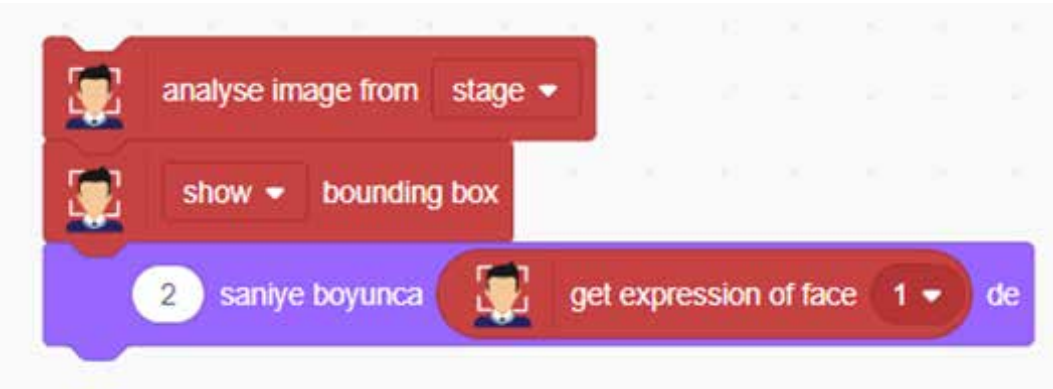 analyse image from stage
show bounding box
2 saniye boyunca get expression of face 1 de